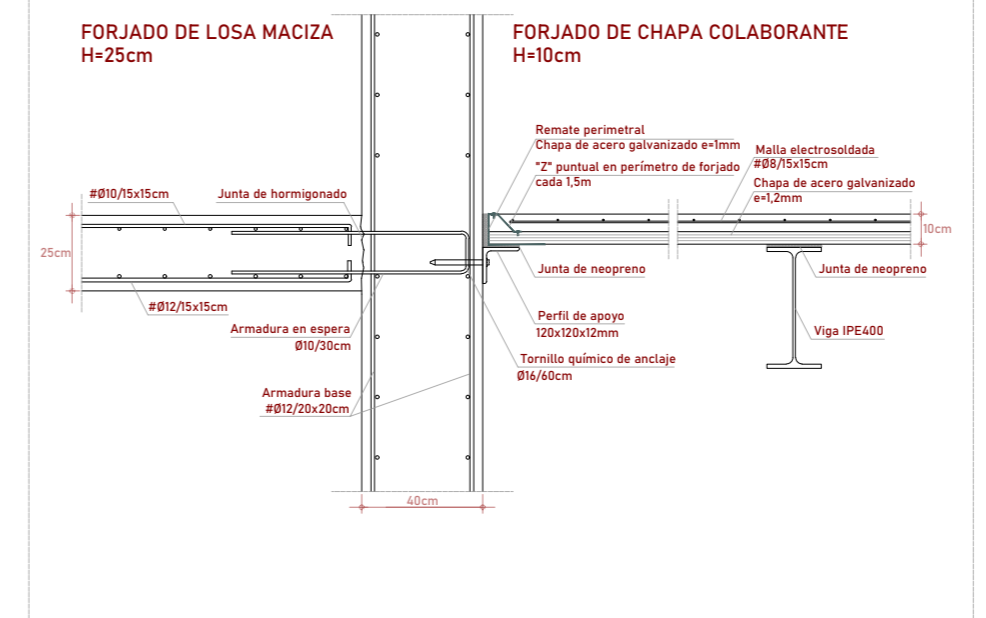 FORJADO DE LOSA MACIZA
H=25cm
FORJADO DE CHAPA COLABORANTE
H=10cm
Remate perimetral
Chapa de acero galvanizado e=1mm
"Z" puntual en perímetro de forjado
cada 1,5m
Malla electrosoldada
#Ø8/15x15cm
Chapa de acero galvanizado
e=1,2mm
#Ø10/15x15cm
Junta de hormigonado
25cm
10cm
Junta de neopreno
Junta de neopreno
#Ø12/15x15cm
Armadura en espera
Ø10/30cm
Perfil de apoyo
120x120x12mm
Viga IPE400
Tornillo químico de anclaje
Ø16/60cm
Armadura base
#Ø12/20x20cm
40cm